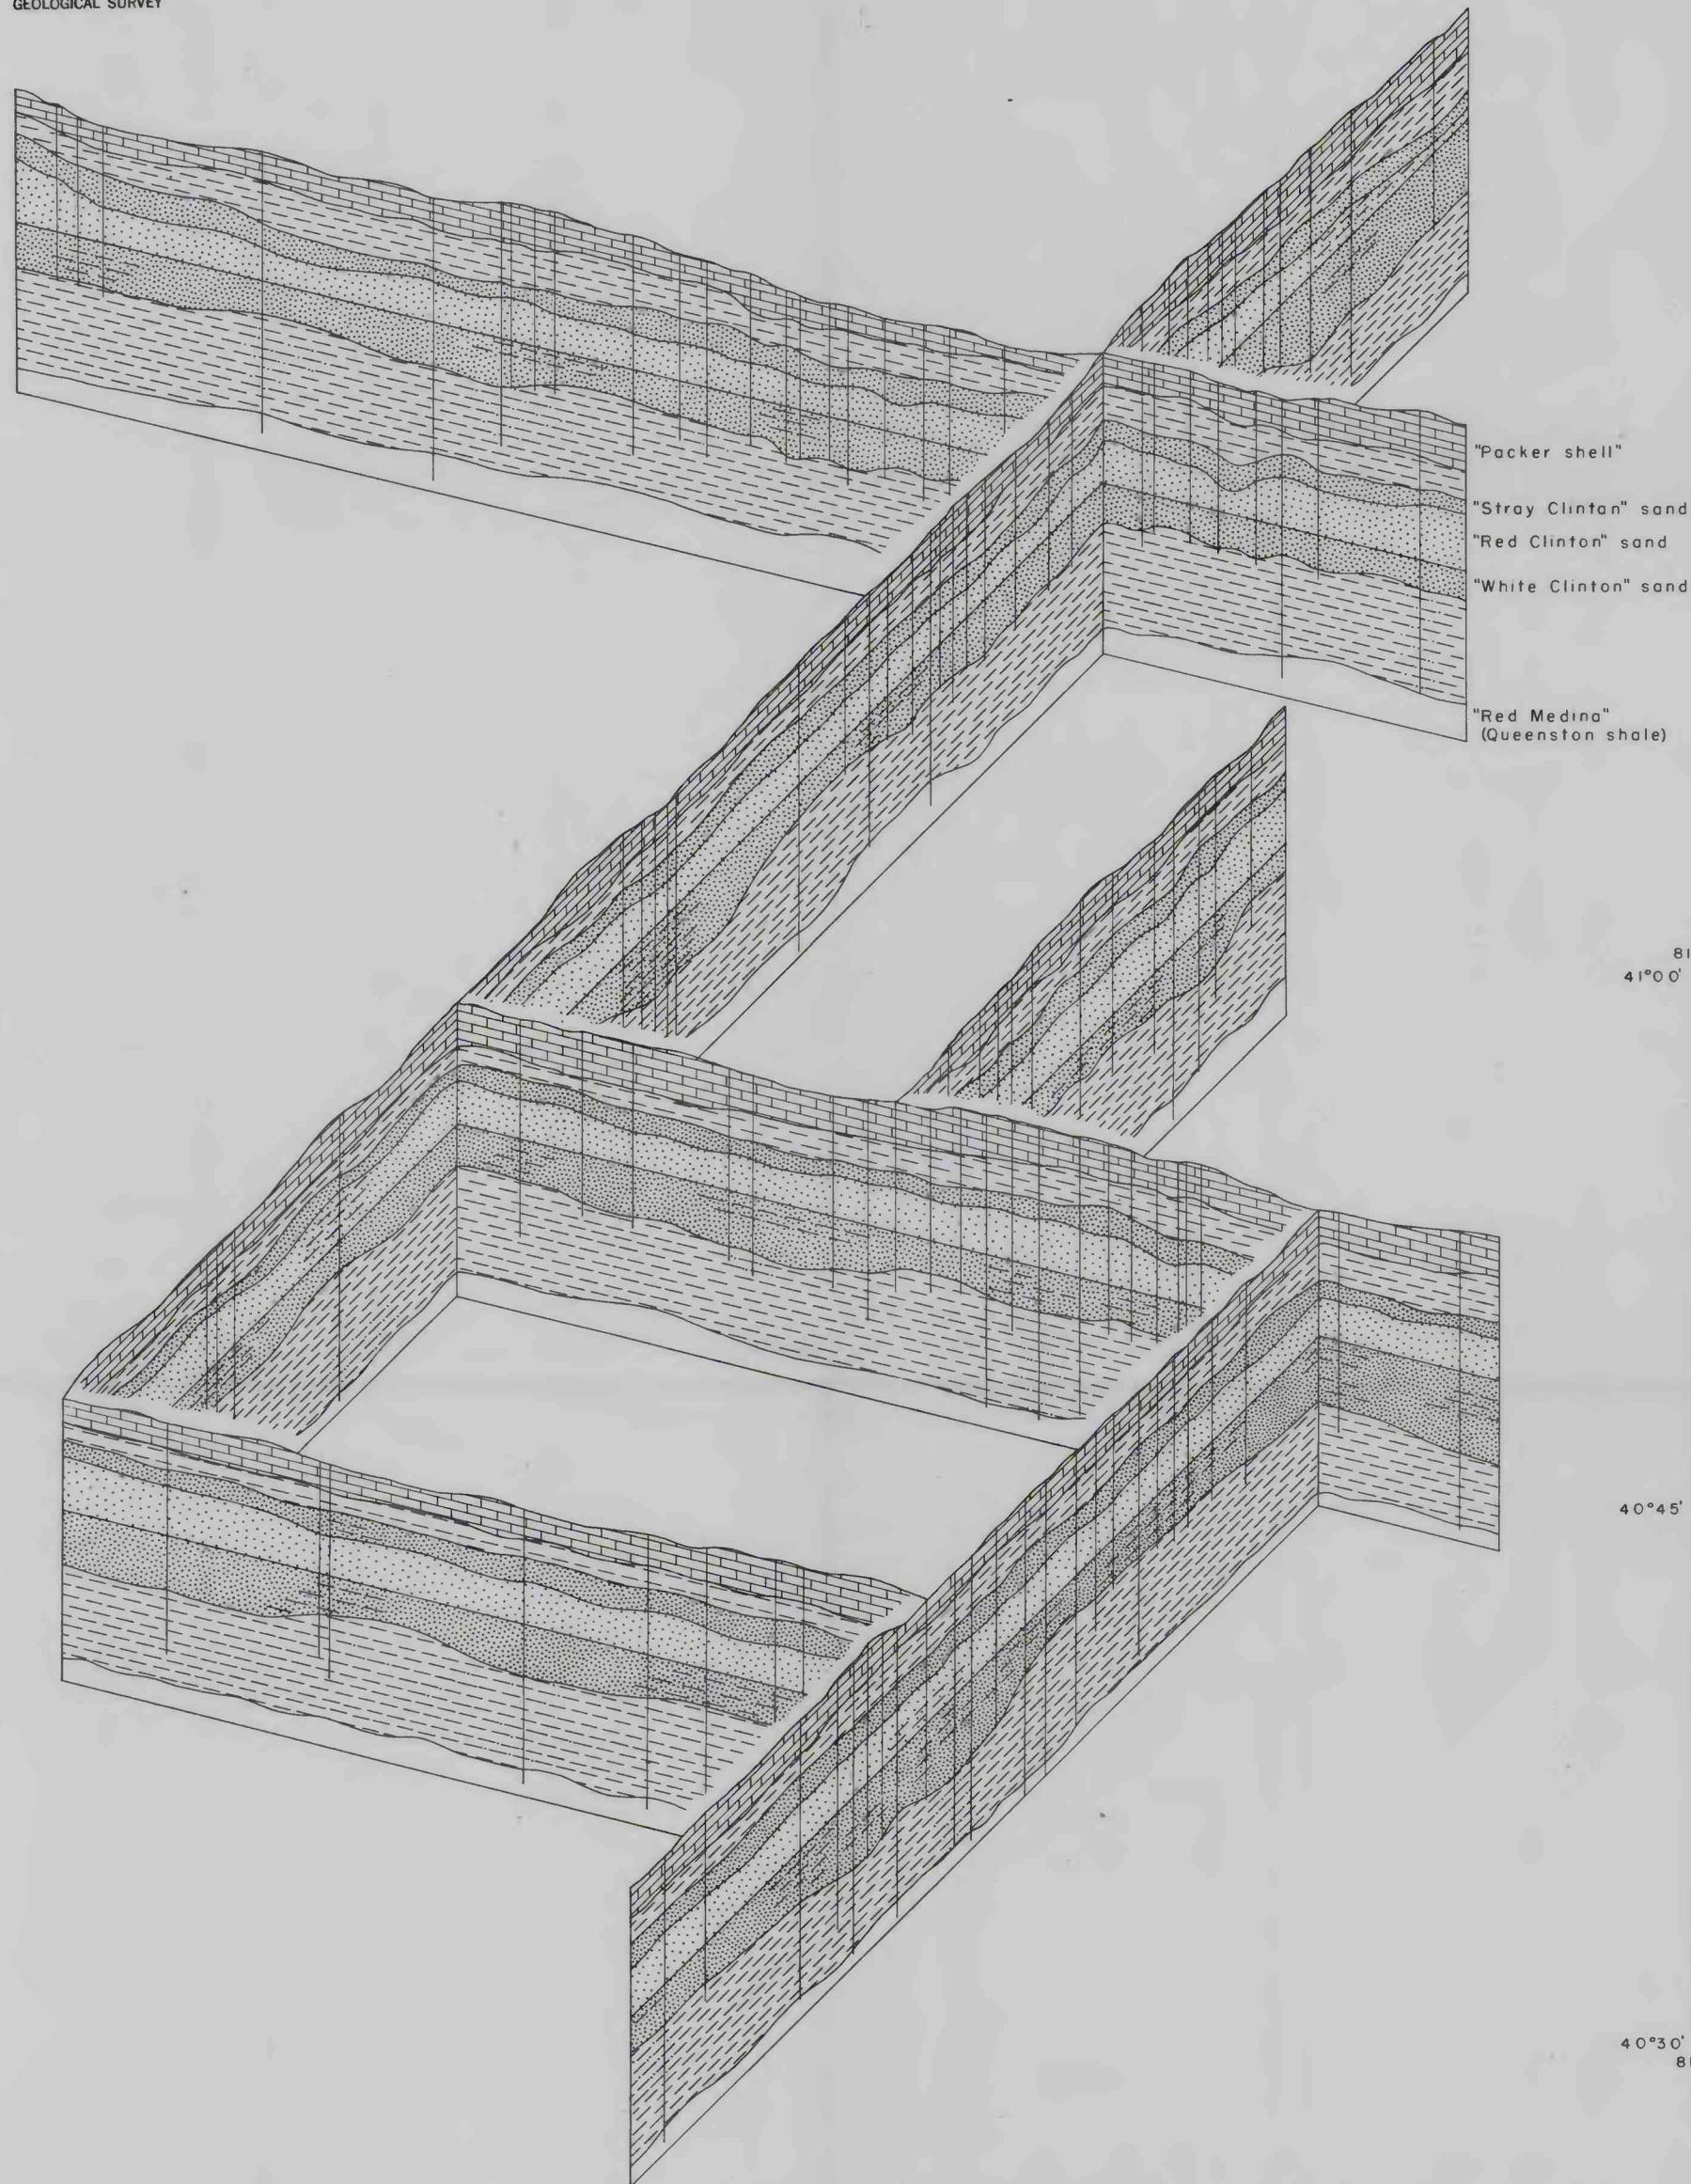 GEOLOGICAL SURVEY
"Packer shell"
"Stray Clintan" sand
"Red Clinton" sand
"White Clinton" sand
"Red Medina"
(Queenston shale)
81
41°00'
40°45'
40°30'
81